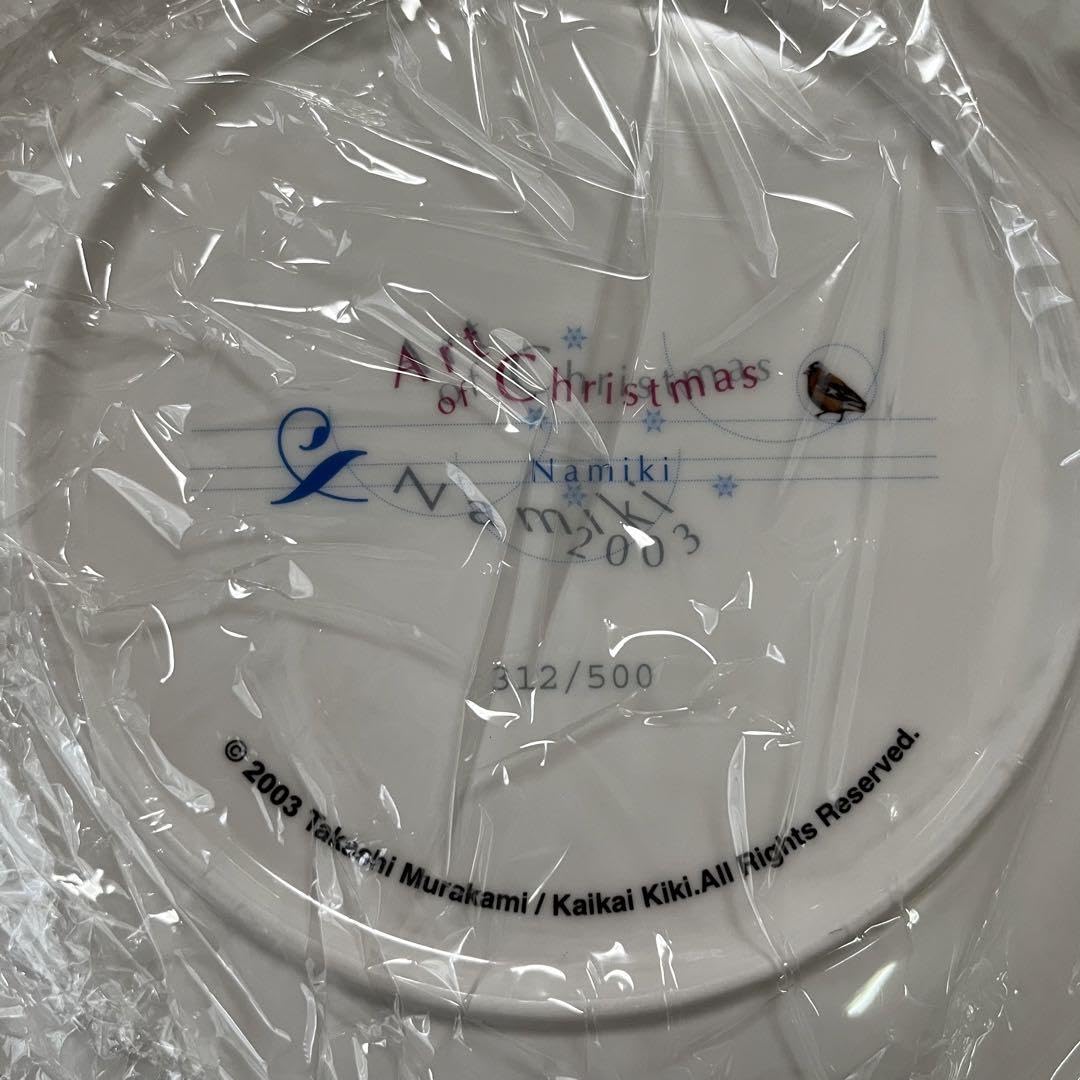 Art of Christmas
Namiki
Namiki
2003
312/500
© 2003 Takashi Murakami / Kaikai Kiki.All Rights Reserved.